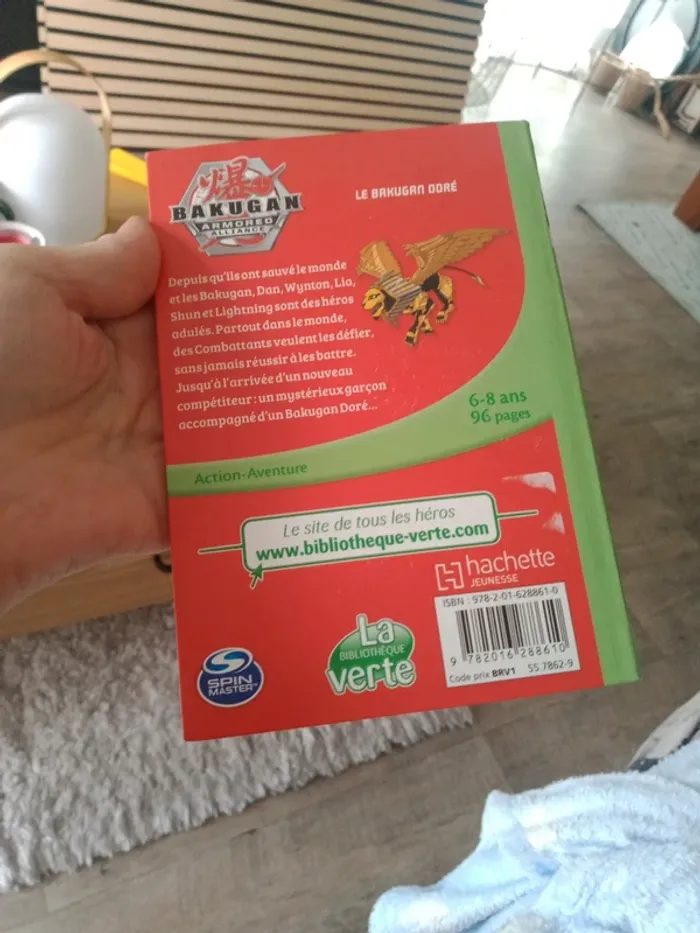 爆
BAKUGAN
ARMORED
ALLIANCE
LE BAKUGAN DORÉ
Depuis qu'ils ont sauvé le monde
et les Bakugan, Dan, Wynton, Lia,
Shun et Lightning sont des héros
adulés. Partout dans le monde,
des Combattants veulent les défier,
sans jamais réussir à les battre.
Jusqu'à l'arrivée d'un nouveau
compétiteur : un mystérieux garçon
accompagné d'un Bakugan Doré...
6-8 ans
96 pages
Action-Aventure
Le site de tous les héros
www.bibliotheque-verte.com
hachette
JEUNESSE
ISBN : 978-2-01-628861-0
9 782016 288610
Code prix BRV1 55.7862-9
La
BIBLIOTHÈQUE
verte
SPIN
MASTER™